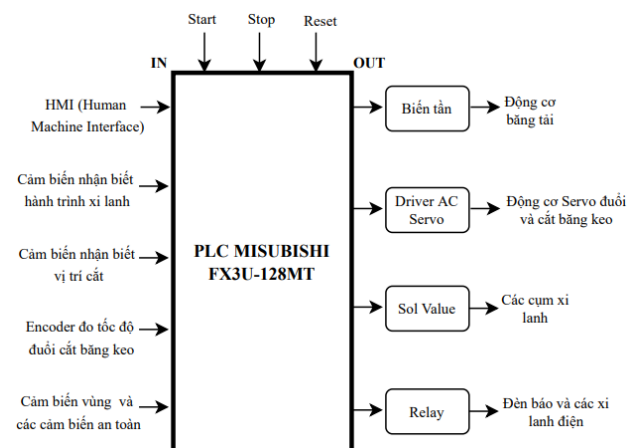 Start
Stop
Reset
IN
OUT
HMI (Human
Machine Interface)
Cảm biến nhận biết
hành trình xi lanh
Cảm biến nhận biết
vị trí cắt
Encoder đo tốc độ
đuổi cắt băng keo
Cảm biến vùng và
các cảm biến an toàn
PLC MISUBISHI
FX3U-128MT
Biến tần
Động cơ
băng tải
Driver AC
Servo
Động cơ Servo đuổi
và cắt băng keo
Sol Value
Các cụm xi
lanh
Relay
Đèn báo và các xi
lanh điện